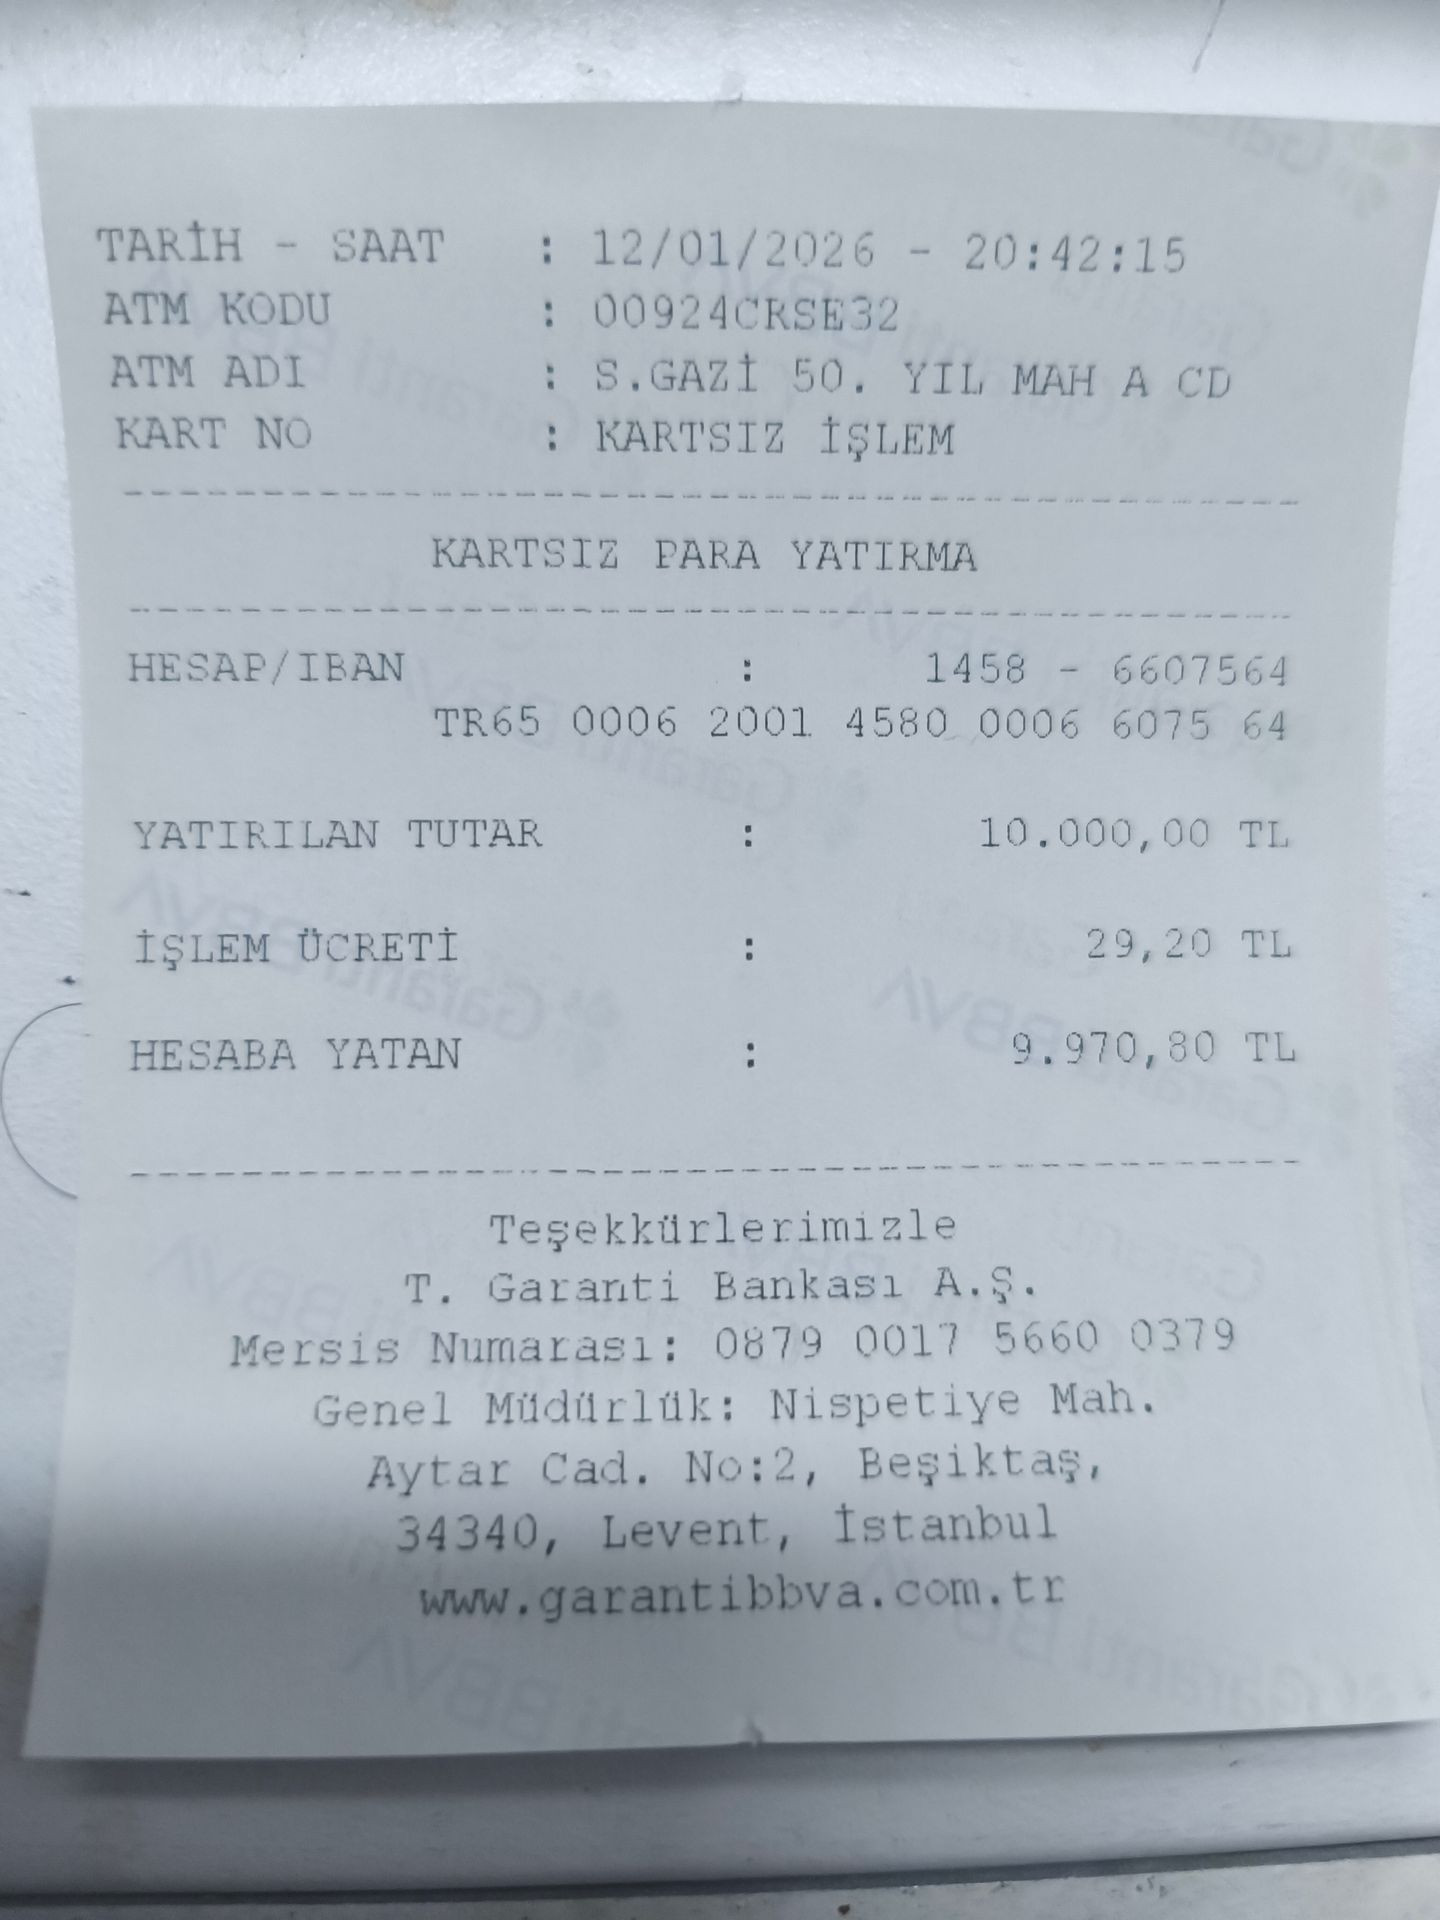 TARİH - SAAT : 12/01/2026 - 20:42:15
ATM KODU : 00924CRSE32
ATM ADI : S.GAZİ 50. YIL MAH A CD
KART NO : KARTSIZ İŞLEM
KARTSIZ PARA YATIRMA
HESAP/IBAN : 1458 - 6607564
TR65 0006 2001 4580 0006 6075 64
YATIRILAN TUTAR : 10.000,00 TL
İŞLEM ÜCRETİ : 29,20 TL
HESABA YATAN : 9.970,80 TL
Teşekkürlerimizle
T. Garanti Bankası A.Ş.
Mersis Numarası: 0879 0017 5660 0379
Genel Müdürlük: Nispetiye Mah.
Aytar Cad. No:2, Beşiktaş,
34340, Levent, İstanbul
www.garantibbva.com.tr